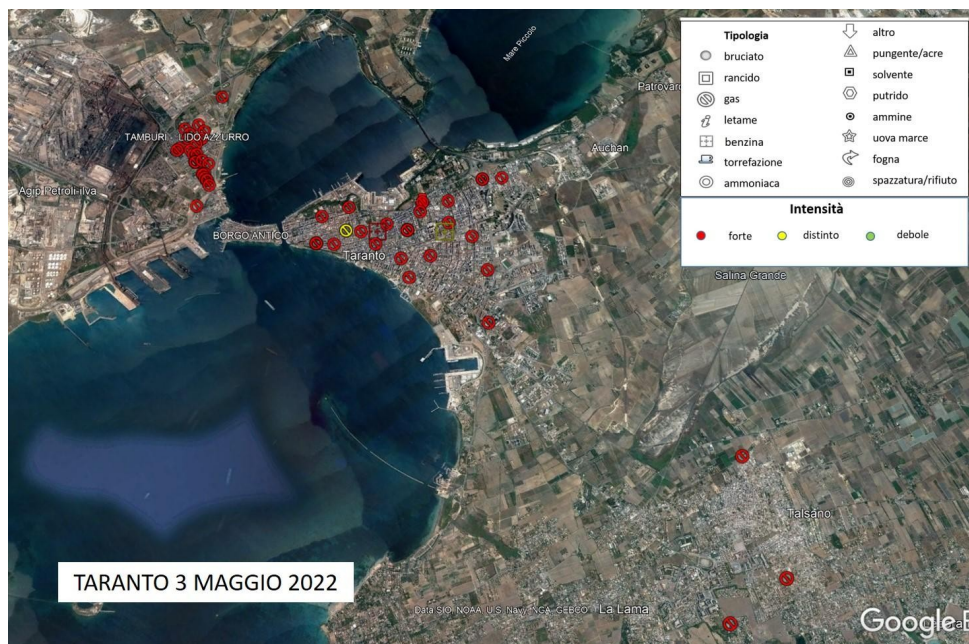 Mare Piccolo
Patrovaro
Auchan
TAMBURI - LIDO AZZURRO
Agip Petroli-ilva
BORGO ANTICO
Taranto
Salina Grande
Talsano
La Lama
Tipologia
bruciato
rancido
gas
letame
benzina
torrefazione
ammoniaca
altro
pungente/acre
solvente
putrido
ammine
uova marce
fogna
spazzatura/rifiuto
Intensità
forte
distinto
debole
TARANTO 3 MAGGIO 2022
Data SIO, NOAA, U.S. Navy, NGA, GEBCO
Google E